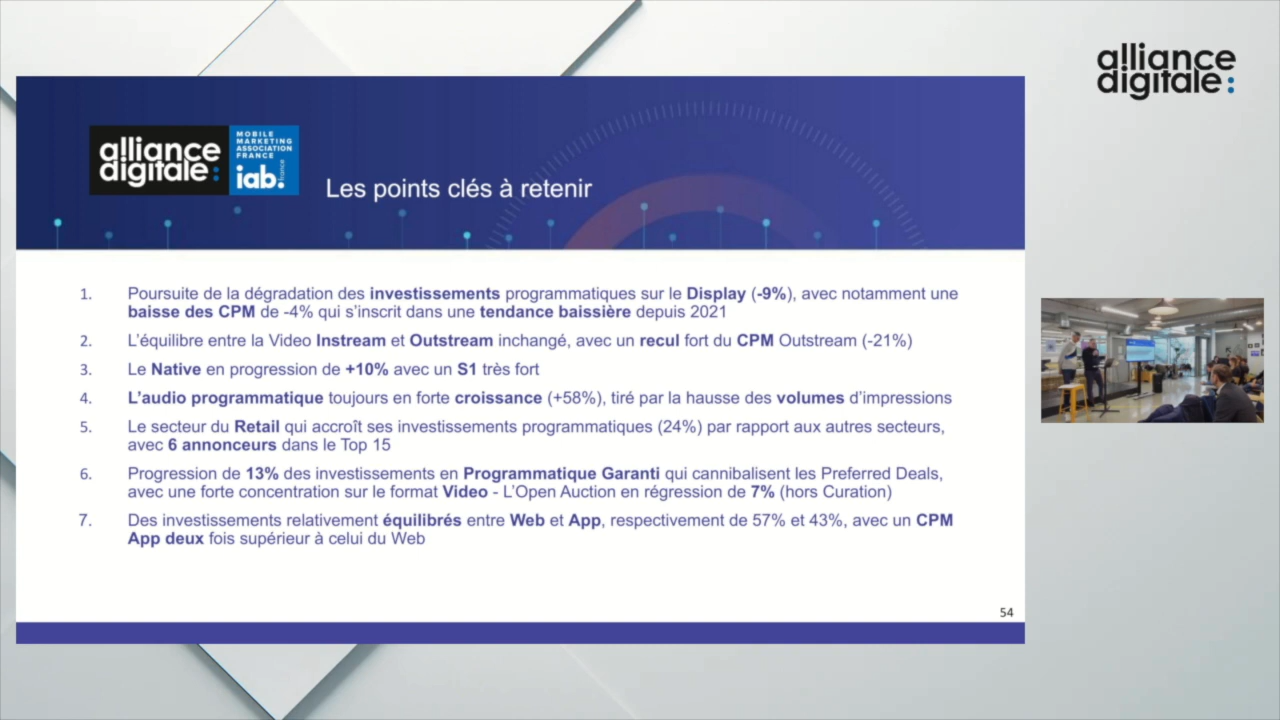 alliance
digitale:
alliance
digitale:
MOBILE
MARKETING
ASSOCIATION
FRANCE
iab.
france
Les points clés à retenir
1. Poursuite de la dégradation des investissements programmatiques sur le Display (-9%), avec notamment une
baisse des CPM de -4% qui s’inscrit dans une tendance baissière depuis 2021
2. L’équilibre entre la Video Instream et Outstream inchangé, avec un recul fort du CPM Outstream (-21%)
3. Le Native en progression de +10% avec un S1 très fort
4. L’audio programmatique toujours en forte croissance (+58%), tiré par la hausse des volumes d’impressions
5. Le secteur du Retail qui accroît ses investissements programmatiques (24%) par rapport aux autres secteurs,
avec 6 annonceurs dans le Top 15
6. Progression de 13% des investissements en Programmatique Garanti qui cannibalisent les Preferred Deals,
avec une forte concentration sur le format Video - L’Open Auction en régression de 7% (hors Curation)
7. Des investissements relativement équilibrés entre Web et App, respectivement de 57% et 43%, avec un CPM
App deux fois supérieur à celui du Web
54